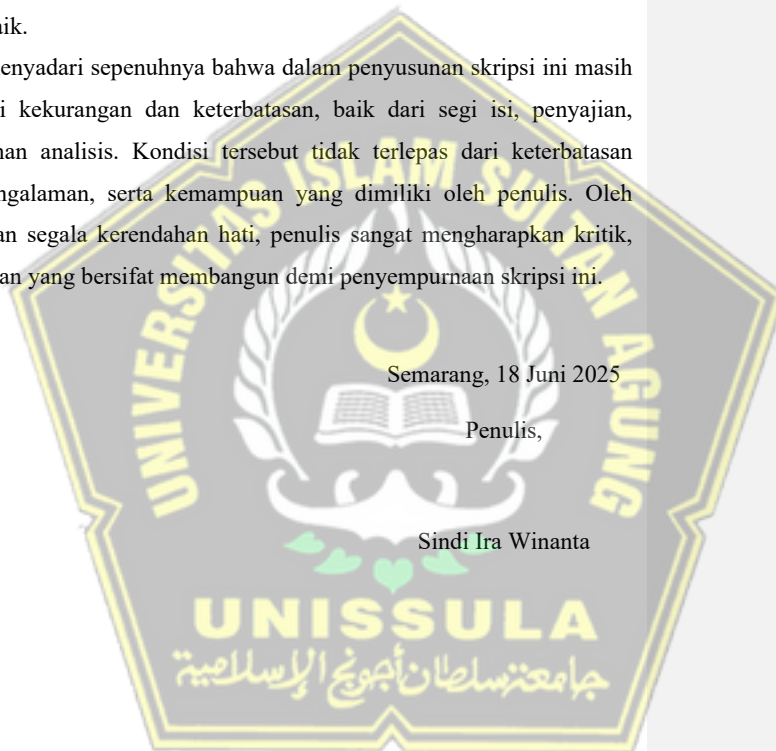 aik.
enyadari sepenuhnya bahwa dalam penyusunan skripsi ini masih
i kekurangan dan keterbatasan, baik dari segi isi, penyajian,
nan analisis. Kondisi tersebut tidak terlepas dari keterbatasan
ngalaman, serta kemampuan yang dimiliki oleh penulis. Oleh
an segala kerendahan hati, penulis sangat mengharapkan kritik,
an yang bersifat membangun demi penyempurnaan skripsi ini.
UNIVERSITAS ISLAM SULTAN AGUNG
Semarang, 18 Juni 2025
Penulis,
Sindi Ira Winanta
UNISSULA
جامعتسلطان أجونج الإسلامية